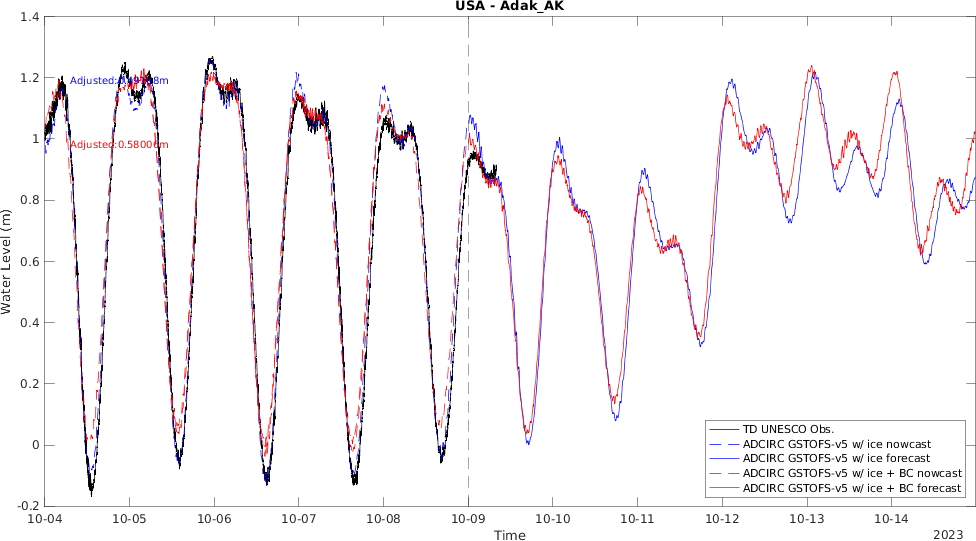 USA - Adak_AK
1.4
1.2
1
0.8
0.6
0.4
0.2
0
-0.2
Water Level (m)
Adjusted:
Adjusted:0.58006m
TD UNESCO Obs.
ADCIRC GSTOFS-v5 w/ ice nowcast
ADCIRC GSTOFS-v5 w/ ice forecast
ADCIRC GSTOFS-v5 w/ ice + BC nowcast
ADCIRC GSTOFS-v5 w/ ice + BC forecast
10-04 10-05 10-06 10-07 10-08 10-09 10-10 10-11 10-12 10-13 10-14
Time
2023